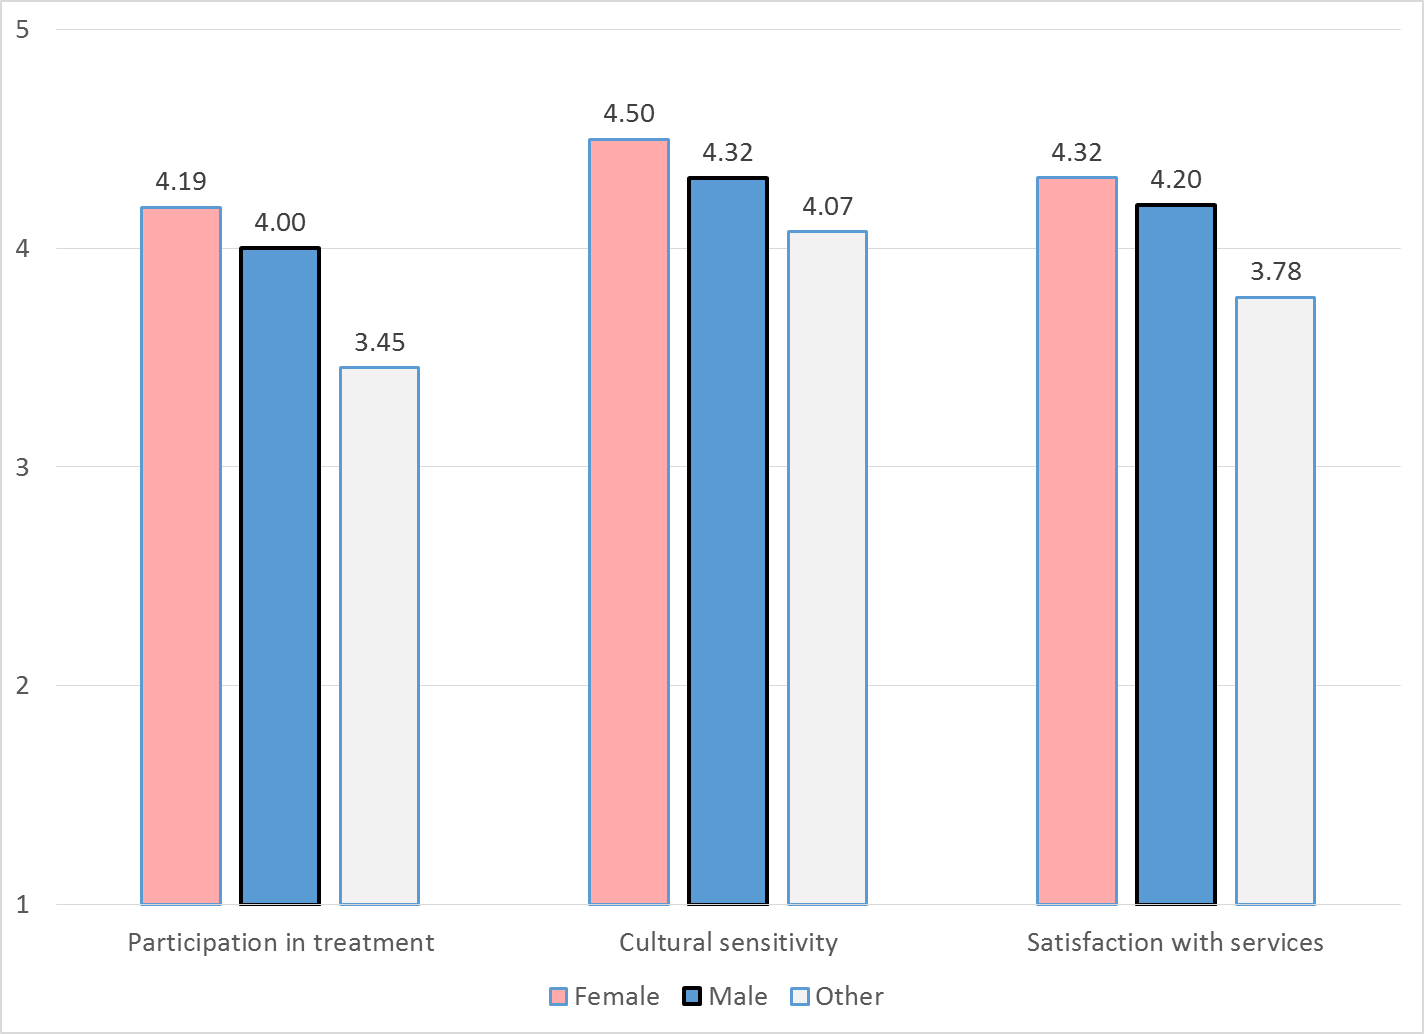 5
4.50
4.32
4.32
4.19
4.20
4.07
4.00
4
3.78
3.45
3
2
1
Participation in treatment
Cultural sensitivity
Satisfaction with services
Female
Male
Other